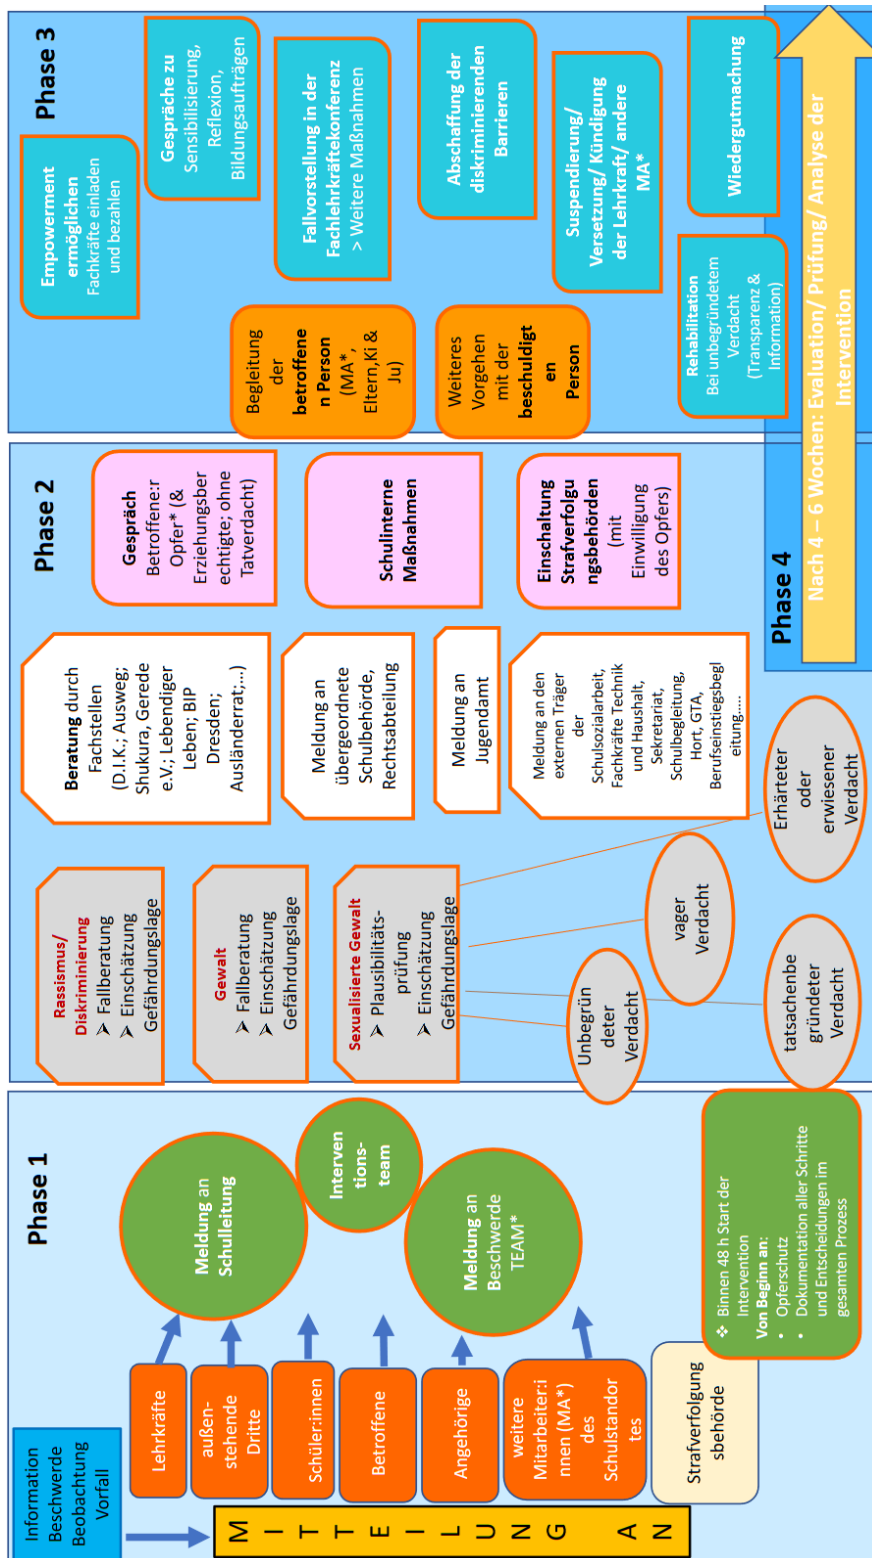 Phase 1
Information
Beschwerde
Beobachtung
Vorfall
MITTEILUNG AN
Lehrkräfte
außen-
stehende
Dritte
Schüler:innen
Betroffene
Angehörige
weitere
Mitarbeiter:i
nnen (MA*)
des
Schulstandor
tes
Strafverfolgung
sbehörde
Meldung an
Schulleitung
Interven
tions-
team
Meldung an
Beschwerde
TEAM*
❖ Binnen 48 h Start der
Intervention
Von Beginn an:
• Opferschutz
• Dokumentation aller Schritte
und Entscheidungen im
gesamten Prozess
Phase 2
Rassismus/
Diskriminierung
➢ Fallberatung
➢ Einschätzung
Gefährdungslage
Gewalt
➢ Fallberatung
➢ Einschätzung
Gefährdungslage
Sexualisierte Gewalt
➢ Plausibilitäts-
prüfung
➢ Einschätzung
Gefährdungslage
Unbegrün
deter
Verdacht
vager
Verdacht
tatsachenbe
gründeter
Verdacht
Erhärteter
oder
erwiesener
Verdacht
Beratung durch
Fachstellen
(D.I.K.; Ausweg;
Shukura, Gerede
e.V.; Lebendiger
Leben; BIP
Dresden;
Ausländerrat;...)
Meldung an
übergeordnete
Schulbehörde,
Rechtsabteilung
Meldung an
Jugendamt
Meldung an den
externen Träger
der
Schulsozialarbeit,
Fachkräfte Technik
und Haushalt,
Sekretariat,
Schulbegleitung,
Hort, GTA,
Berufseinstiegsbegl
eitung.....
Gespräch
Betroffene:r
Opfer* (&
Erziehungsber
echtigte; ohne
Tatverdacht)
Schulinterne
Maßnahmen
Einschaltung
Strafverfolgu
ngsbehörden
(mit
Einwilligung
des Opfers)
Phase 3
Begleitung
der
betroffene
n Person
(MA*,
Eltern,Ki &
Ju)
Weiteres
Vorgehen
mit der
beschuldigt
en
Person
Empowerment
ermöglichen
Fachkräfte einladen
und bezahlen
Gespräche zu
Sensibilisierung,
Reflexion,
Bildungsaufträgen
Fallvorstellung in der
Fachlehrkräftekonferenz
> Weitere Maßnahmen
Abschaffung der
diskriminierenden
Barrieren
Suspendierung/
Versetzung/ Kündigung
der Lehrkraft/ andere
MA*
Rehabilitation
Bei unbegründetem
Verdacht
(Transparenz &
Information)
Wiedergutmachung
Phase 4
Nach 4 – 6 Wochen: Evaluation/ Prüfung/ Analyse der
Intervention